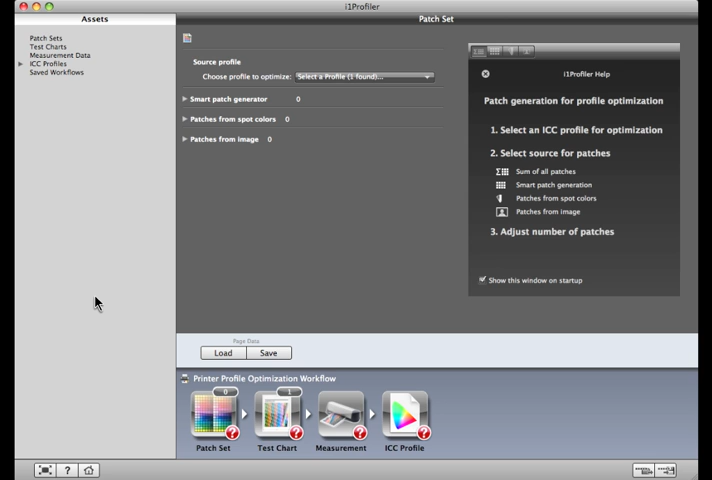 i1Profiler
Assets
Patch Set
Patch Sets
Test Charts
Measurement Data
ICC Profiles
Saved Workflows
Source profile
Choose profile to optimize: Select a Profile (1 found)...
Smart patch generator 0
Patches from spot colors 0
Patches from image 0
i1Profiler Help
Patch generation for profile optimization
1. Select an ICC profile for optimization
2. Select source for patches
Sum of all patches
Smart patch generation
Patches from spot colors
Patches from image
3. Adjust number of patches
Show this window on startup
Page Data
Load Save
Printer Profile Optimization Workflow
0 1
? ? ? ?
Patch Set Test Chart Measurement ICC Profile
?